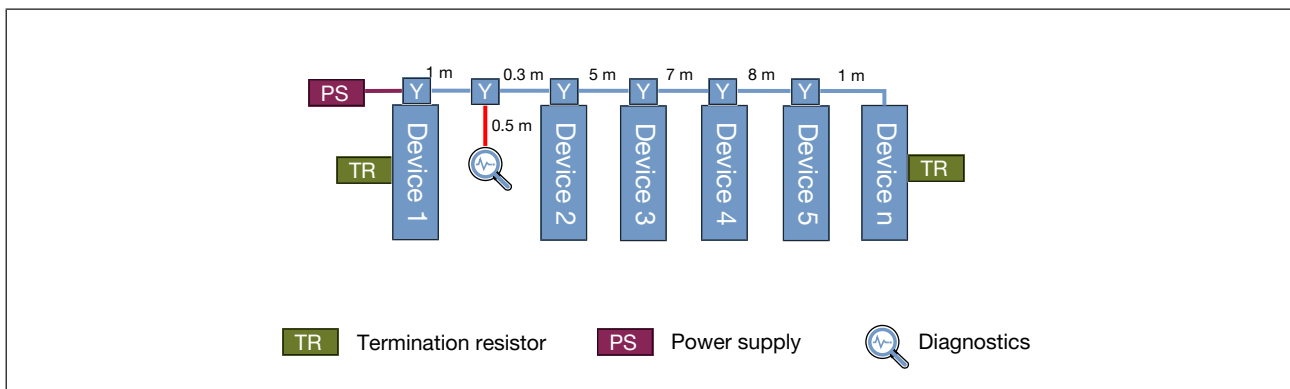 1 m 0.3 m 5 m 7 m 8 m 1 m
PS Y Y Y Y Y Y
0.5 m
TR Device 1 Device 2 Device 3 Device 4 Device 5 Device n TR
TR Termination resistor PS Power supply Diagnostics